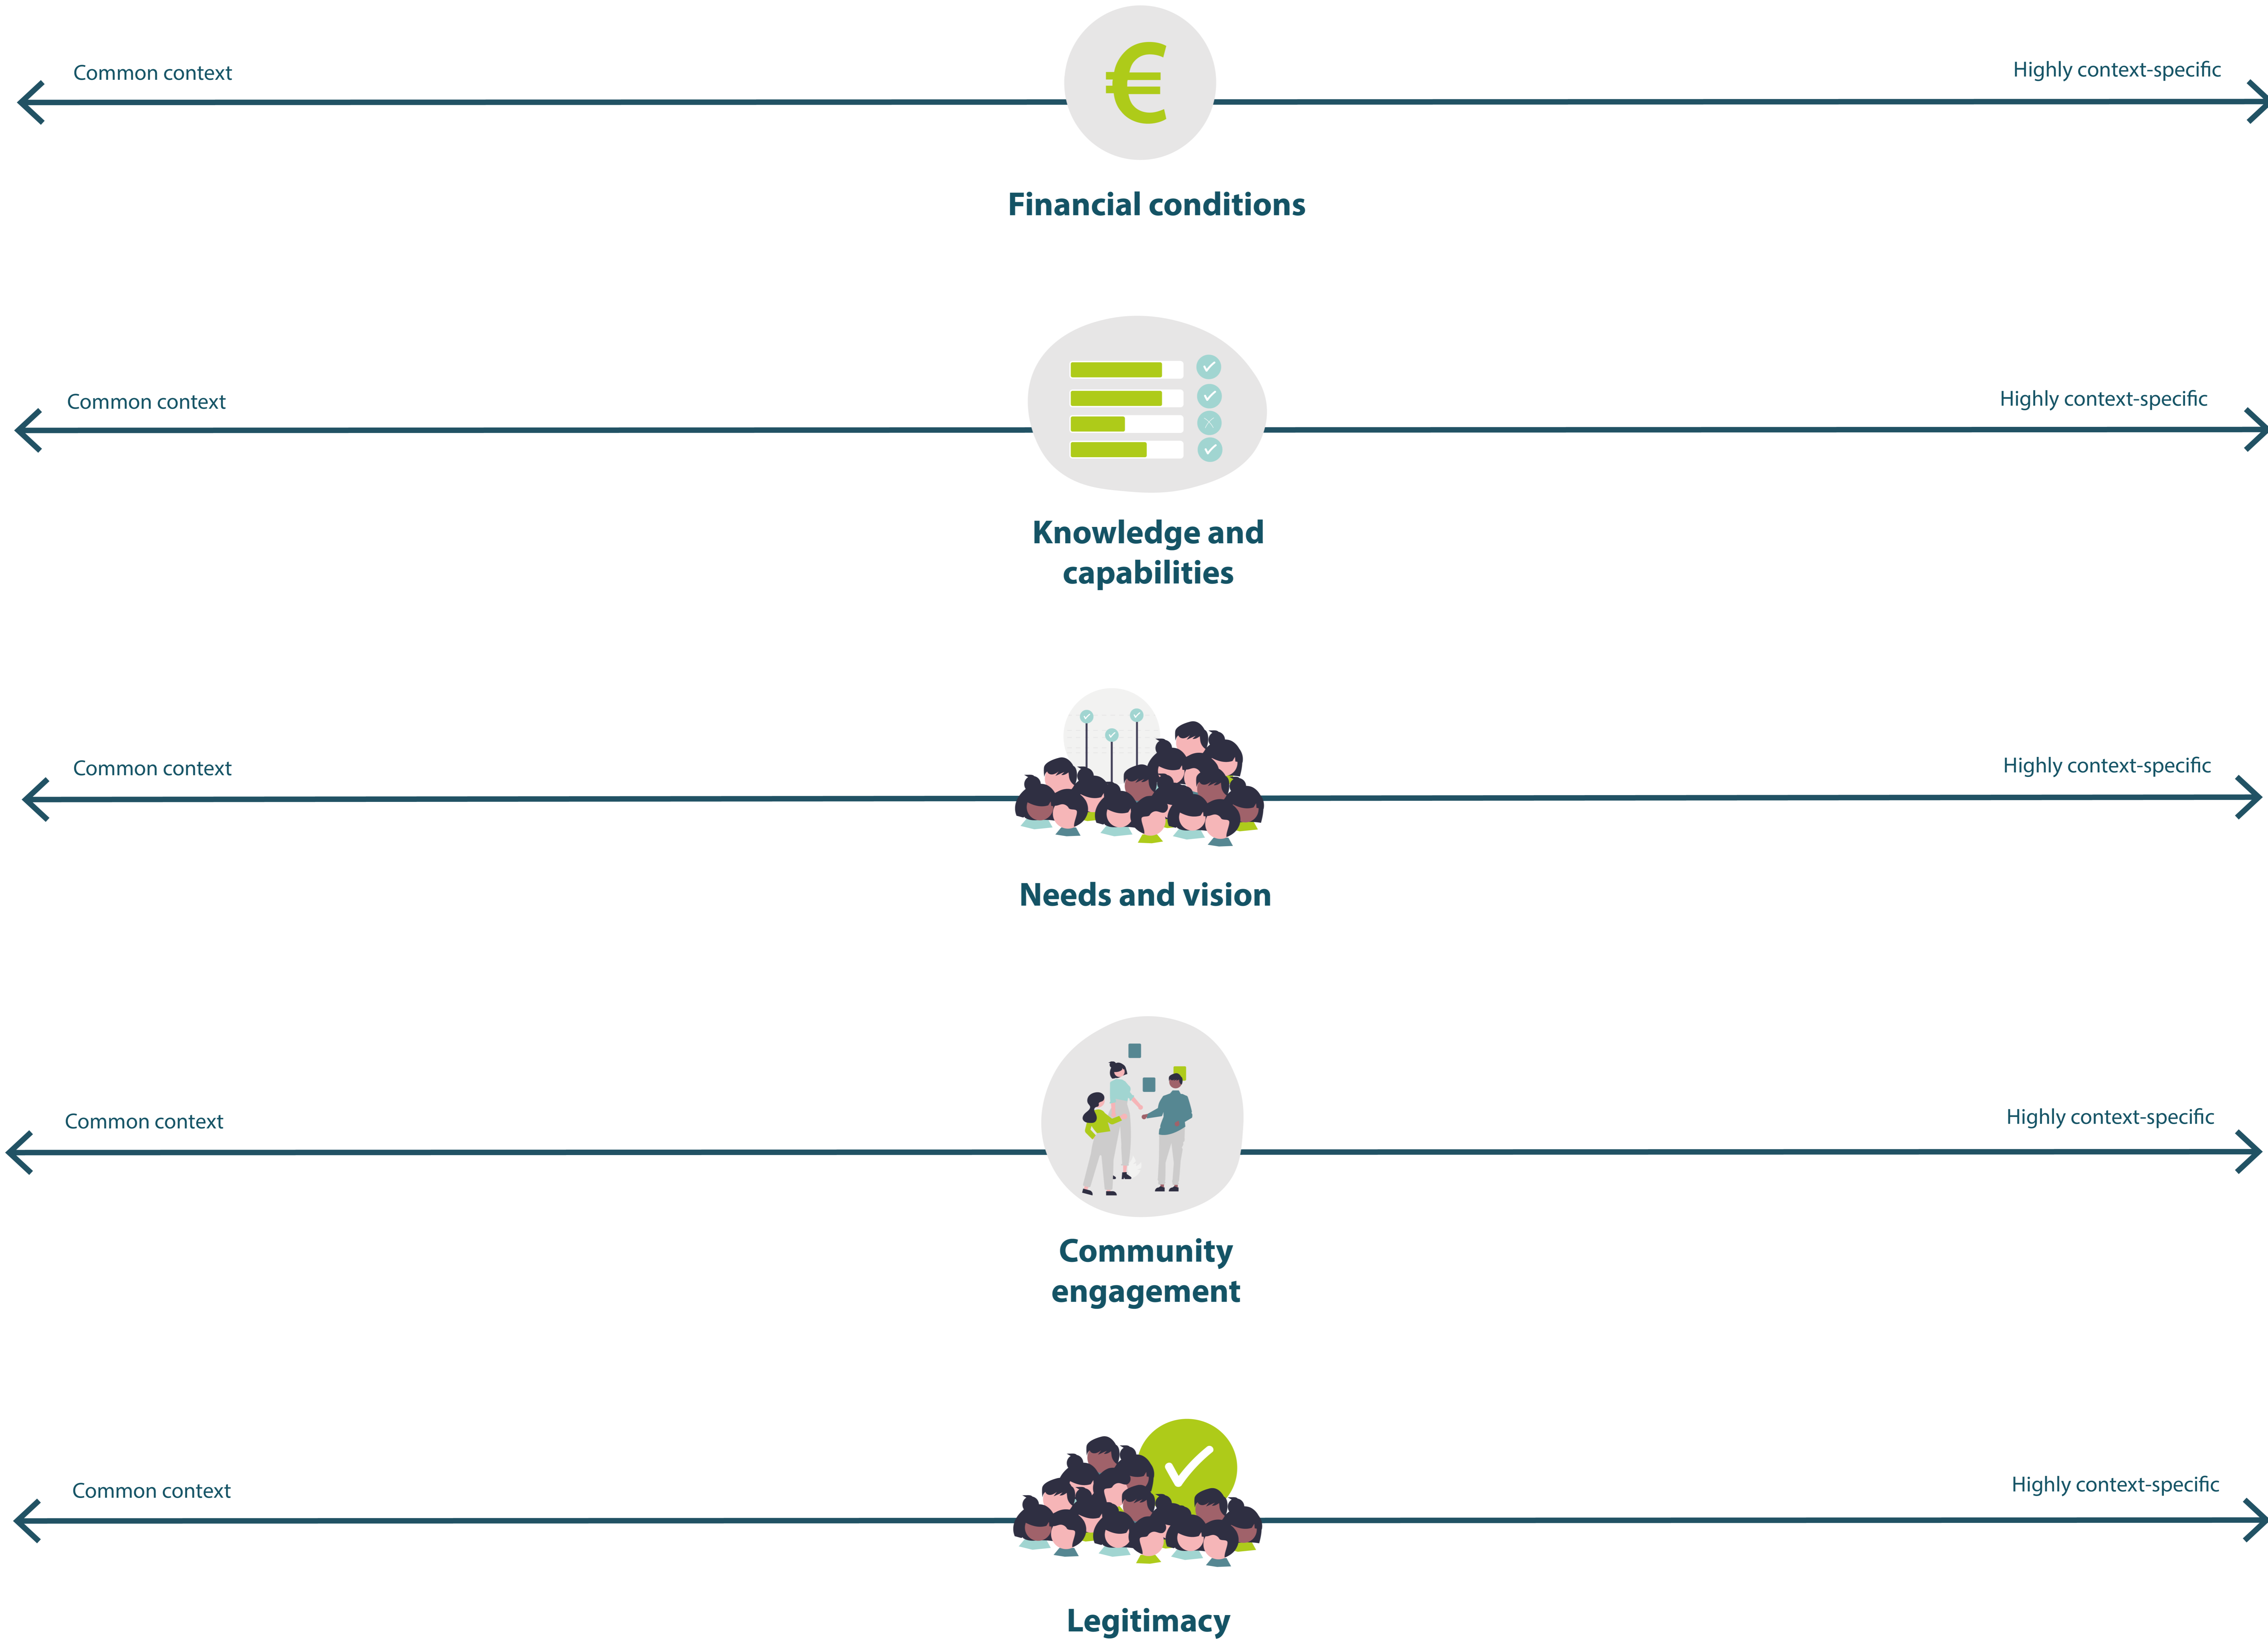 Common context
€
Highly context-specific
Financial conditions
Common context
Highly context-specific
Knowledge and
capabilities
Common context
Highly context-specific
Needs and vision
Common context
Highly context-specific
Community
engagement
Common context
Highly context-specific
Legitimacy